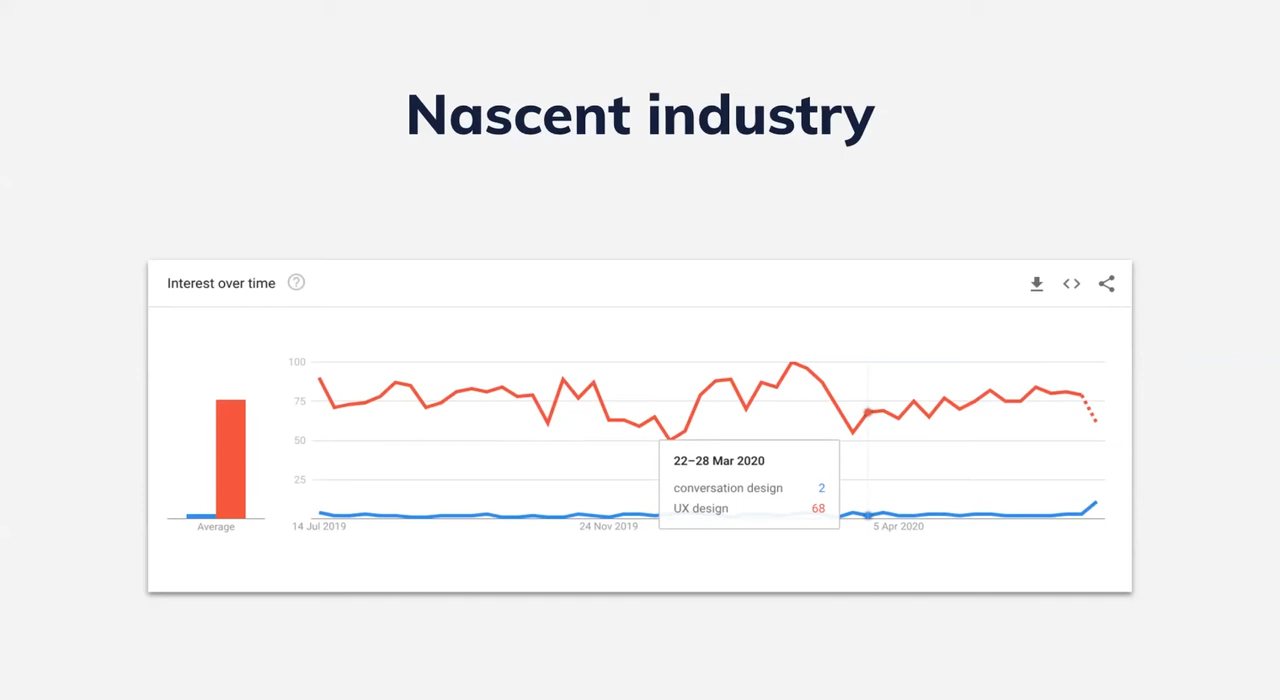 Nascent industry
Interest over time ?
100
75
50
25
22–28 Mar 2020
conversation design 2
UX design 68
Average
14 Jul 2019
24 Nov 2019
5 Apr 2020